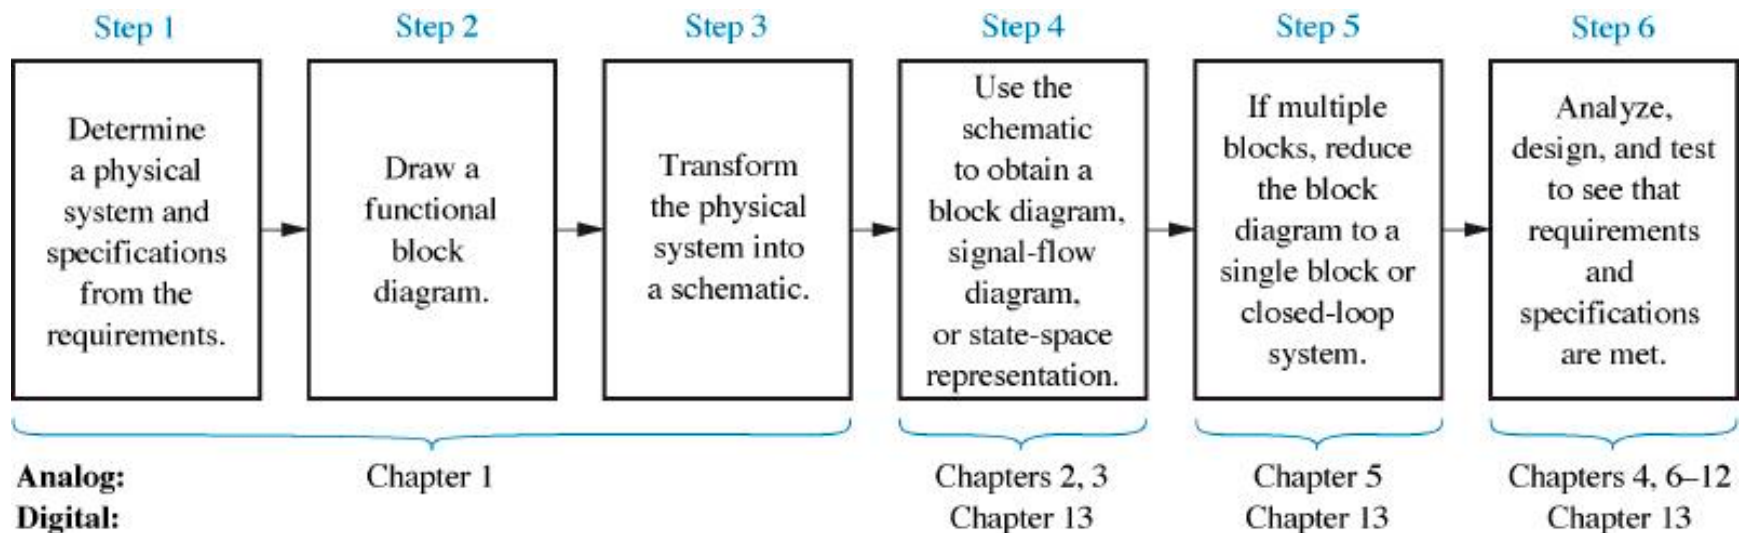 Step 1
Determine
a physical
system and
specifications
from the
requirements.
Step 2
Draw a
functional
block
diagram.
Step 3
Transform
the physical
system into
a schematic.
Step 4
Use the
schematic
to obtain a
block diagram,
signal-flow
diagram,
or state-space
representation.
Step 5
If multiple
blocks, reduce
the block
diagram to a
single block or
closed-loop
system.
Step 6
Analyze,
design, and test
to see that
requirements
and
specifications
are met.
Analog: Chapter 1 Chapters 2, 3 Chapter 5 Chapters 4, 6–12
Digital: Chapter 13 Chapter 13 Chapter 13